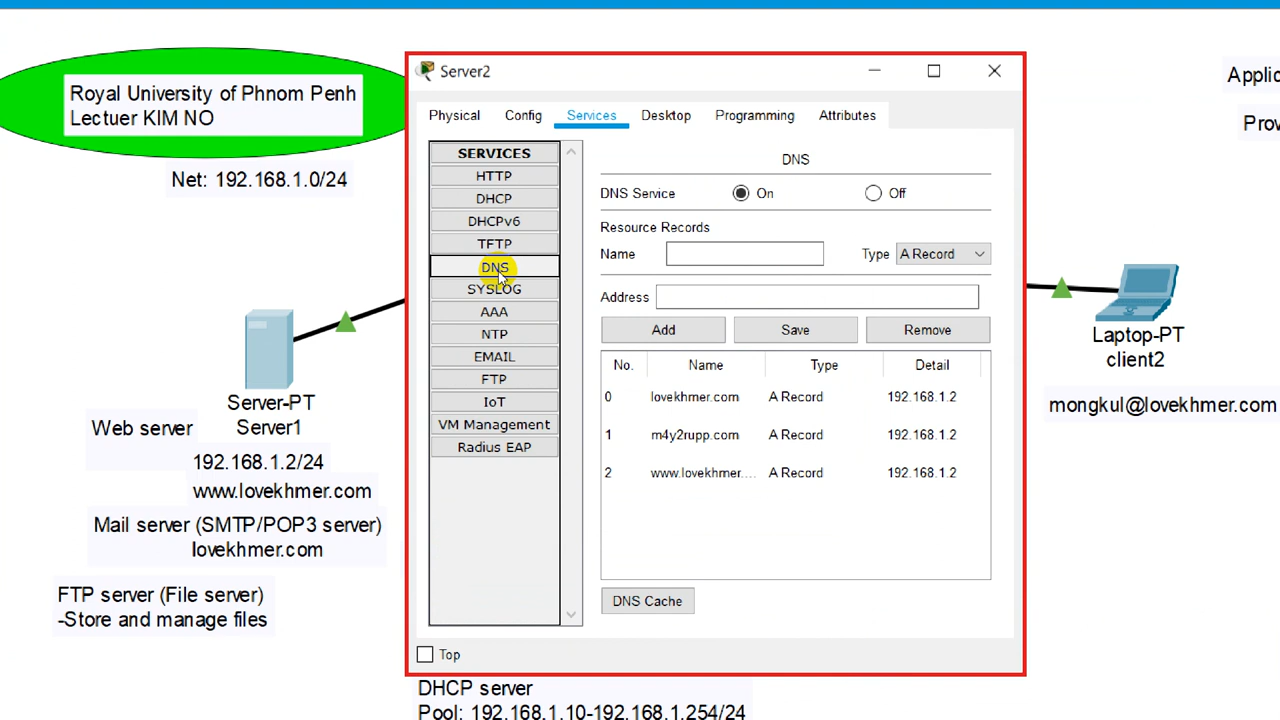 Royal University of Phnom Penh
Lectuer KIM NO
Net: 192.168.1.0/24
Server-PT
Server1
Web server
192.168.1.2/24
www.lovekhmer.com
Mail server (SMTP/POP3 server)
lovekhmer.com
FTP server (File server)
-Store and manage files
Server2
Physical
Config
Services
Desktop
Programming
Attributes
SERVICES
HTTP
DHCP
DHCPv6
TFTP
DNS
SYSLOG
AAA
NTP
EMAIL
FTP
IoT
VM Management
Radius EAP
DNS
DNS Service On Off
Resource Records
Name Type A Record
Address
Add Save Remove
No. Name Type Detail
0 lovekhmer.com A Record 192.168.1.2
1 m4y2rupp.com A Record 192.168.1.2
2 www.lovekhmer.... A Record 192.168.1.2
DNS Cache
Top
DHCP server
Pool: 192.168.1.10-192.168.1.254/24
Laptop-PT
client2
mongkul@lovekhmer.com